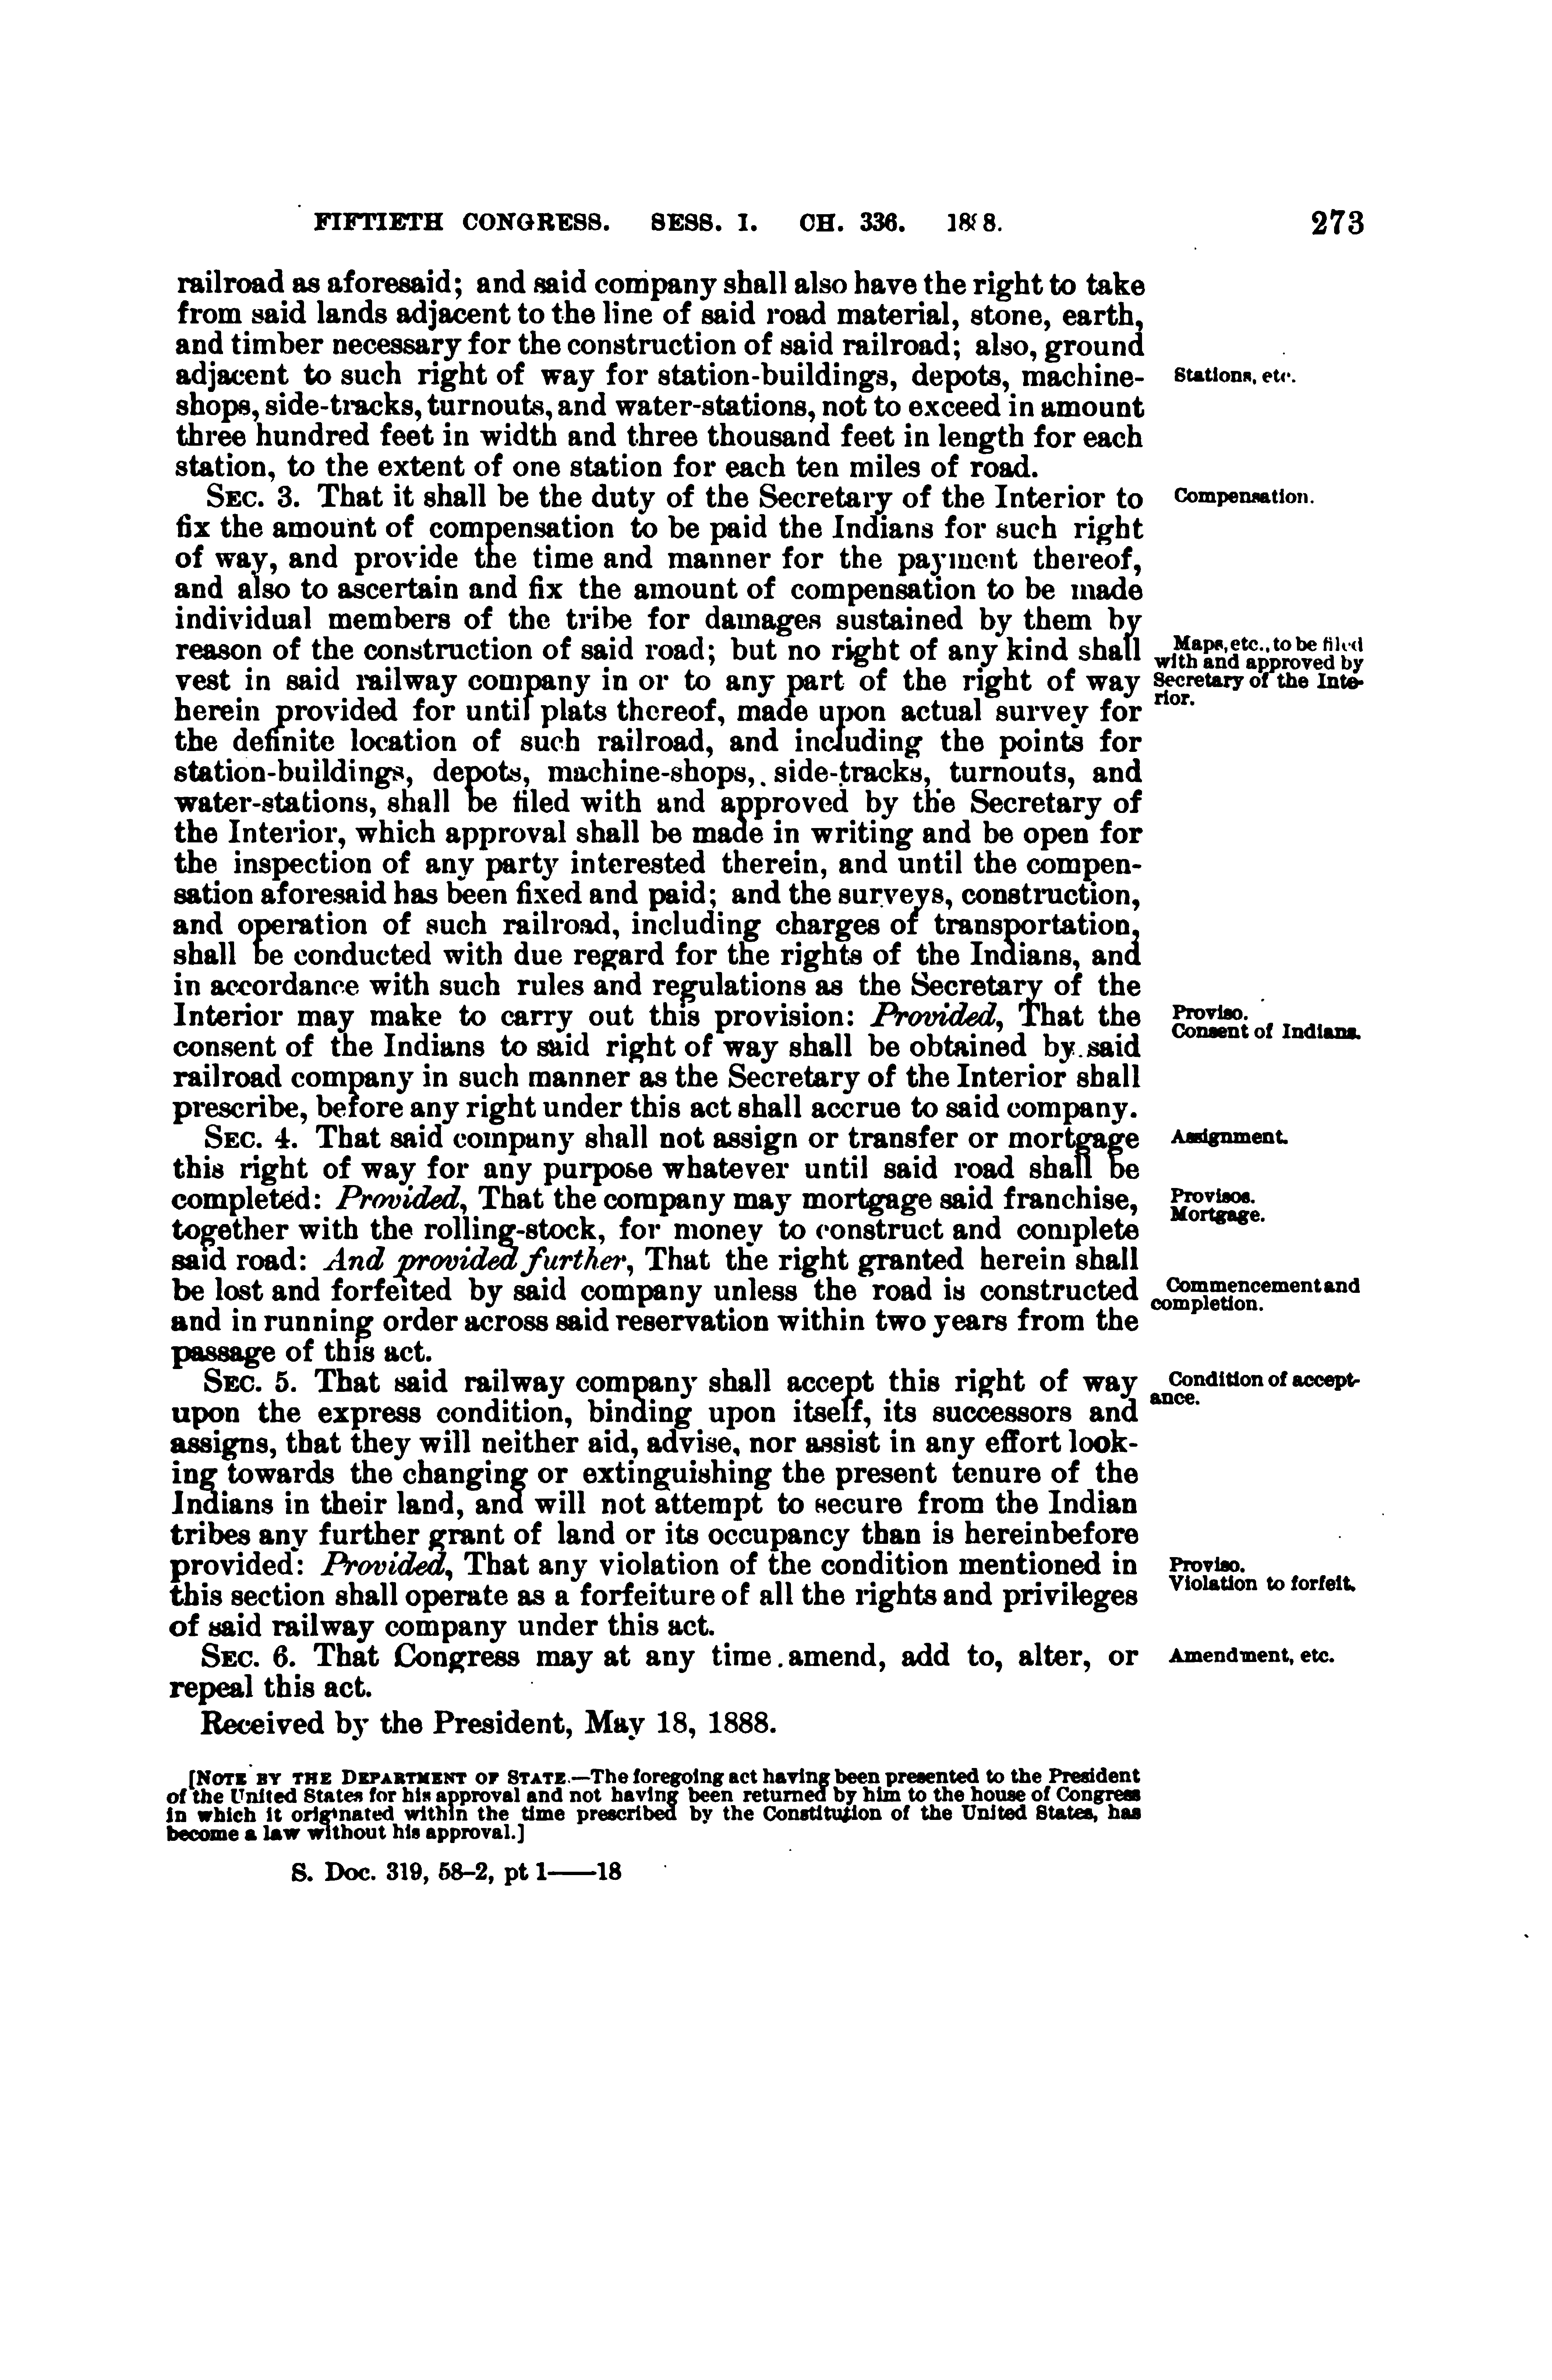 FIFTIETH CONGRESS. SESS. I. CH. 336. 1888. 273
railroad as aforesaid; and said company shall also have the right to take
from said lands adjacent to the line of said road material, stone, earth,
and timber necessary for the construction of said railroad; also, ground
adjacent to such right of way for station-buildings, depots, machine-
Stations, etc.
shops, side-tracks, turnouts, and water-stations, not to exceed in amount
three hundred feet in width and three thousand feet in length for each
station, to the extent of one station for each ten miles of road.
SEC. 3. That it shall be the duty of the Secretary of the Interior to
Compensation.
fix the amount of compensation to be paid the Indians for such right
of way, and provide the time and manner for the payment thereof,
and also to ascertain and fix the amount of compensation to be made
individual members of the tribe for damages sustained by them by
reason of the construction of said road; but no right of any kind shall
Maps, etc., to be filed
with and approved by
Secretary of the Inte-
rior.
vest in said railway company in or to any part of the right of way
herein provided for until plats thereof, made upon actual survey for
the definite location of such railroad, and including the points for
station-buildings, depots, machine-shops, side-tracks, turnouts, and
water-stations, shall be filed with and approved by the Secretary of
the Interior, which approval shall be made in writing and be open for
the inspection of any party interested therein, and until the compen-
sation aforesaid has been fixed and paid; and the surveys, construction,
and operation of such railroad, including charges of transportation,
shall be conducted with due regard for the rights of the Indians, and
in accordance with such rules and regulations as the Secretary of the
Interior may make to carry out this provision: Provided, That the
Proviso.
Consent of Indians.
consent of the Indians to said right of way shall be obtained by said
railroad company in such manner as the Secretary of the Interior shall
prescribe, before any right under this act shall accrue to said company.
SEC. 4. That said company shall not assign or transfer or mortgage
Assignment.
this right of way for any purpose whatever until said road shall be
completed: Provided, That the company may mortgage said franchise,
Provisos.
Mortgage.
together with the rolling-stock, for money to construct and complete
said road: And provided further, That the right granted herein shall
be lost and forfeited by said company unless the road is constructed
Commencement and
completion.
and in running order across said reservation within two years from the
passage of this act.
SEC. 5. That said railway company shall accept this right of way
Condition of accept-
ance.
upon the express condition, binding upon itself, its successors and
assigns, that they will neither aid, advise, nor assist in any effort look-
ing towards the changing or extinguishing the present tenure of the
Indians in their land, and will not attempt to secure from the Indian
tribes any further grant of land or its occupancy than is hereinbefore
provided: Provided, That any violation of the condition mentioned in
Proviso.
Violation to forfeit.
this section shall operate as a forfeiture of all the rights and privileges
of said railway company under this act.
SEC. 6. That Congress may at any time amend, add to, alter, or
Amendment, etc.
repeal this act.
Received by the President, May 18, 1888.
[NOTE BY THE DEPARTMENT OF STATE.—The foregoing act having been presented to the President
of the United States for his approval and not having been returned by him to the house of Congress
in which it originated within the time prescribed by the Constitution of the United States, has
become a law without his approval.]
S. Doc. 319, 58–2, pt 1——18